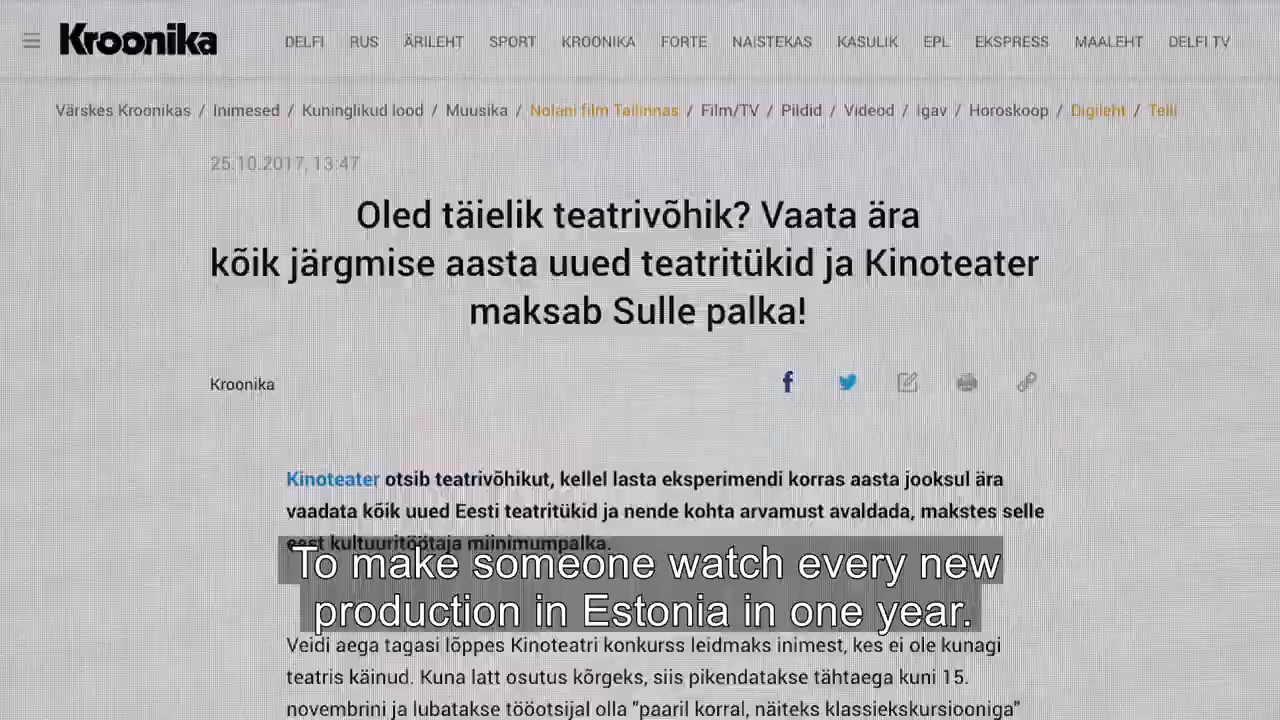 Kroonika
DELFI RUS ÄRILEHT SPORT KROONIKA FORTE NAISTEKAS KASULIK EPL EKSPRESS MAALEHT DELFI TV
Värskes Kroonikas / Inimesed / Kuninglikud lood / Muusika / Nolani film Tallinnas / Film/TV / Pildid / Videod / Igav / Horoskoop / Digileht / Telli
25.10.2017, 13:47
Oled täielik teatrivõhik? Vaata ära
kõik järgmise aasta uued teatritükid ja Kinoteater
maksab Sulle palka!
Kroonika
Kinoteater otsib teatrivõhikut, kellel lasta eksperimendi korras aasta jooksul ära
vaadata kõik uued Eesti teatritükid ja nende kohta arvamust avaldada, makstes selle
eest kultuuritöötaja miinimumpalka.
To make someone watch every new
production in Estonia in one year.
Veidi aega tagasi lõppes Kinoteatri konkurss leidmaks inimest, kes ei ole kunagi
teatris käinud. Kuna latt osutus kõrgeks, siis pikendatakse tähtaega kuni 15.
novembrini ja lubatakse tööotsijal olla "paaril korral, näiteks klassiekskursiooniga"